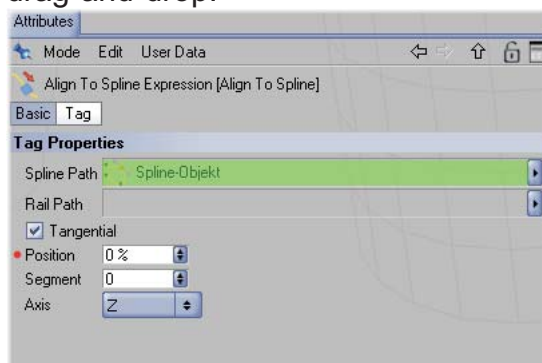 drag-and-drop.
Attributes
Mode Edit User Data
Align To Spline Expression [Align To Spline]
Basic Tag
Tag Properties
Spline Path Spline-Objekt
Rail Path
Tangential
Position 0 %
Segment 0
Axis Z